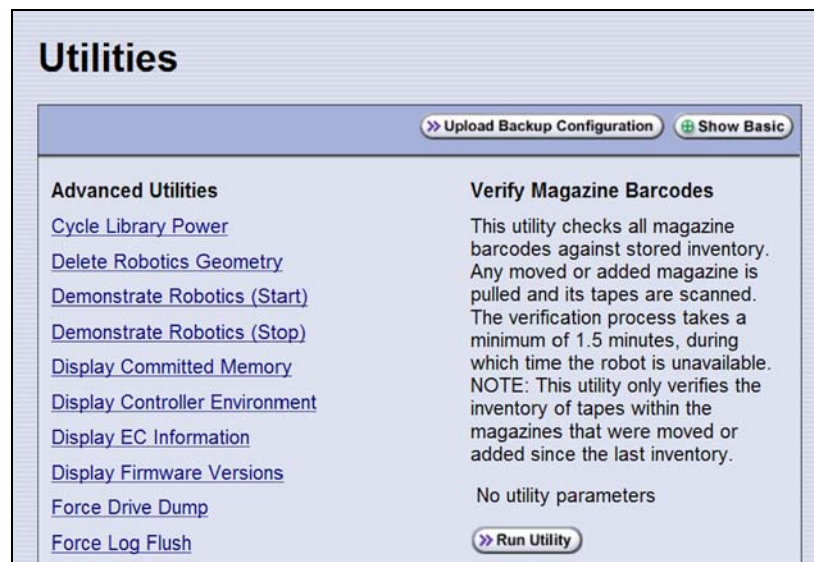 Utilities
Upload Backup Configuration
Show Basic
Advanced Utilities
Cycle Library Power
Delete Robotics Geometry
Demonstrate Robotics (Start)
Demonstrate Robotics (Stop)
Display Committed Memory
Display Controller Environment
Display EC Information
Display Firmware Versions
Force Drive Dump
Force Log Flush
Verify Magazine Barcodes
This utility checks all magazine
barcodes against stored inventory.
Any moved or added magazine is
pulled and its tapes are scanned.
The verification process takes a
minimum of 1.5 minutes, during
which time the robot is unavailable.
NOTE: This utility only verifies the
inventory of tapes within the
magazines that were moved or
added since the last inventory.
No utility parameters
Run Utility